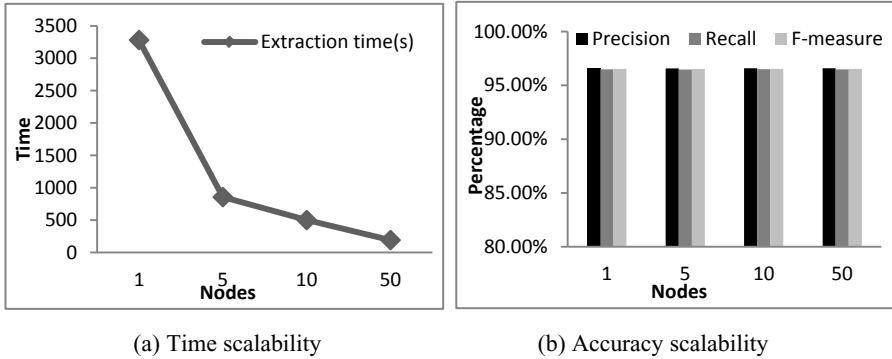 3500
3000
2500
2000
1500
1000
500
0
Time
Extraction time(s)
1 5 10 50
Nodes
100.00%
95.00%
90.00%
85.00%
80.00%
Percentage
Precision Recall F-measure
1 5 10 50
Nodes
(a) Time scalability
(b) Accuracy scalability